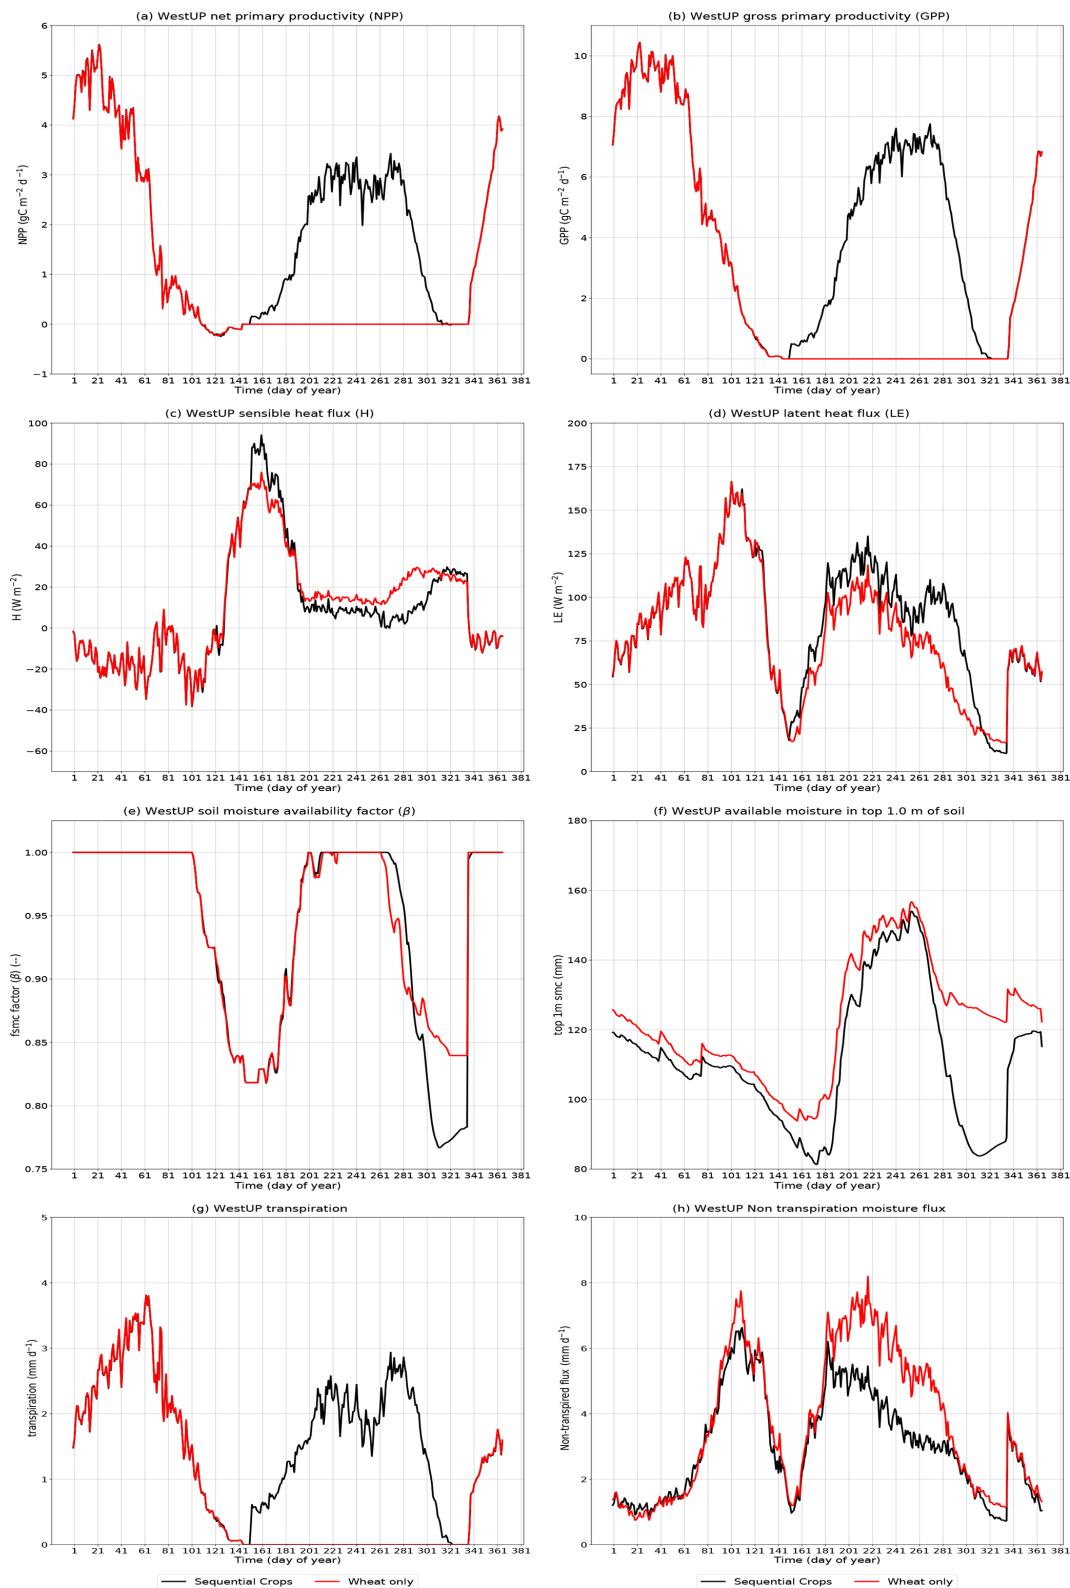 (a) WestUP net primary productivity (NPP)
6
5
4
3
2
1
0
−1
NPP (gC m−2 d−1)
1 21 41 61 81 101 121 141 161 181 201 221 241 261 281 301 321 341 361 381
Time (day of year)
(b) WestUP gross primary productivity (GPP)
10
8
6
4
2
0
GPP (gC m−2 d−1)
1 21 41 61 81 101 121 141 161 181 201 221 241 261 281 301 321 341 361 381
Time (day of year)
(c) WestUP sensible heat flux (H)
100
80
60
40
20
0
−20
−40
−60
H (W m−2)
1 21 41 61 81 101 121 141 161 181 201 221 241 261 281 301 321 341 361 381
Time (day of year)
(d) WestUP latent heat flux (LE)
200
175
150
125
100
75
50
25
0
LE (W m−2)
1 21 41 61 81 101 121 141 161 181 201 221 241 261 281 301 321 341 361 381
Time (day of year)
(e) WestUP soil moisture availability factor (β)
1.00
0.95
0.90
0.85
0.80
0.75
fsmc factor (β) (--)
1 21 41 61 81 101 121 141 161 181 201 221 241 261 281 301 321 341 361 381
Time (day of year)
(f) WestUP available moisture in top 1.0 m of soil
180
160
140
120
100
80
top 1m smc (mm)
1 21 41 61 81 101 121 141 161 181 201 221 241 261 281 301 321 341 361 381
Time (day of year)
(g) WestUP transpiration
5
4
3
2
1
0
transpiration (mm d−1)
1 21 41 61 81 101 121 141 161 181 201 221 241 261 281 301 321 341 361 381
Time (day of year)
(h) WestUP Non transpiration moisture flux
10
8
6
4
2
0
Non-transpired flux (mm d−1)
1 21 41 61 81 101 121 141 161 181 201 221 241 261 281 301 321 341 361 381
Time (day of year)
Sequential Crops Wheat only
Sequential Crops Wheat only